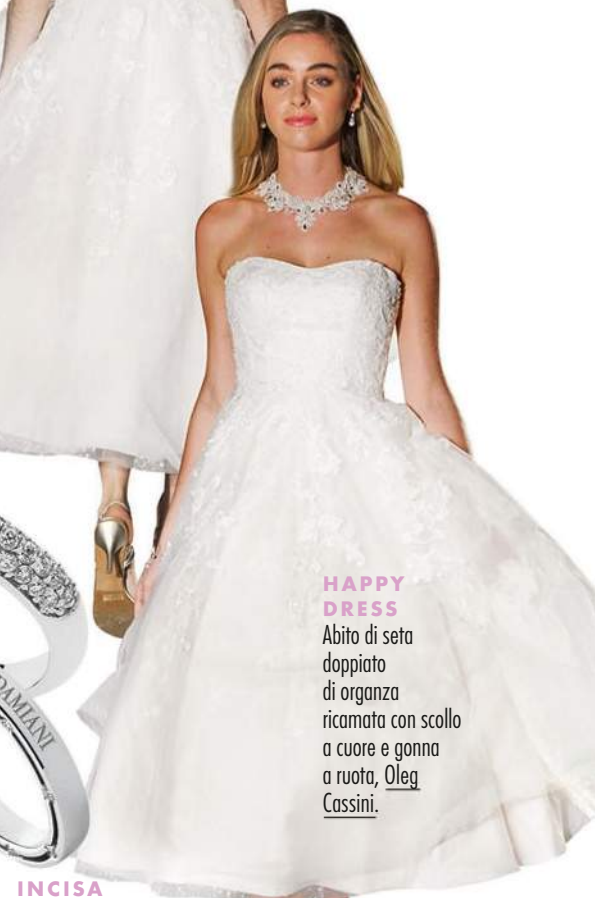 HAPPY
DRESS
Abito di seta
doppiato
di organza
ricamata con scollo
a cuore e gonna
a ruota, Oleg
Cassini.
DAMIANI
INCISA